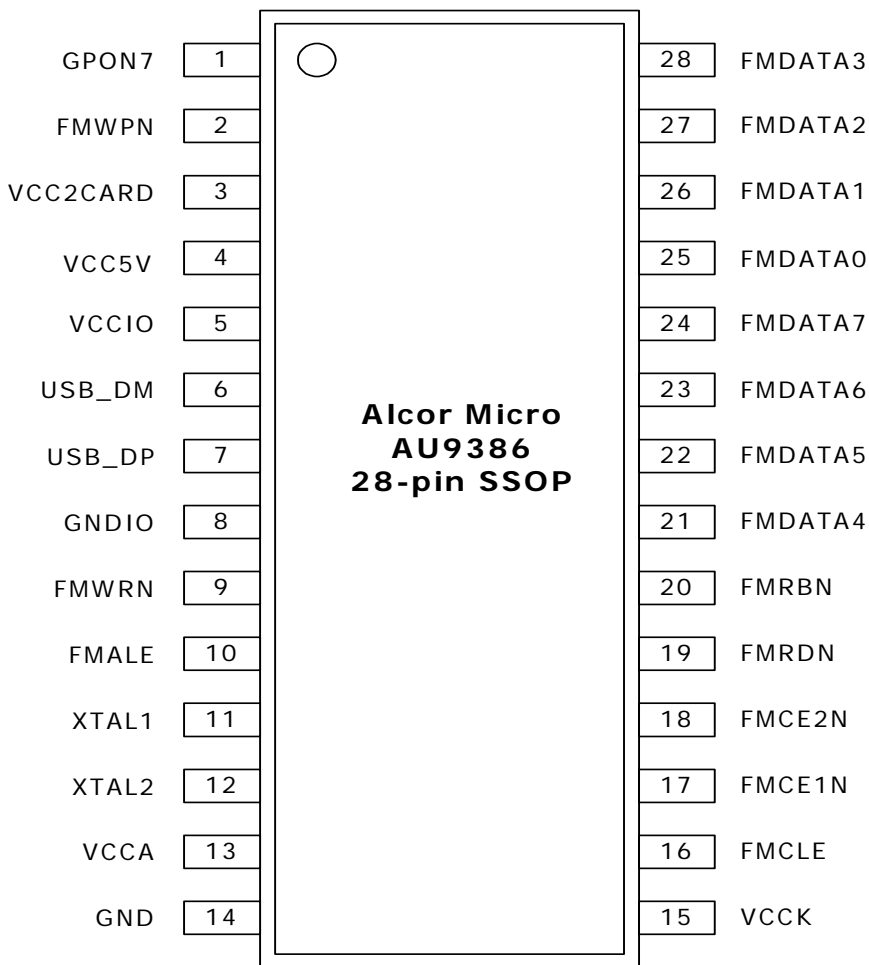 GPON7 1 28 FMDATA3
FMWPN 2 27 FMDATA2
VCC2CARD 3 26 FMDATA1
VCC5V 4 25 FMDATA0
VCCIO 5 24 FMDATA7
USB_DM 6 23 FMDATA6
Alcor Micro
AU9386
28-pin SSOP
USB_DP 7 22 FMDATA5
GNDIO 8 21 FMDATA4
FMWRN 9 20 FMRBN
FMALE 10 19 FMRDN
XTAL1 11 18 FMCE2N
XTAL2 12 17 FMCE1N
VCCA 13 16 FMCLE
GND 14 15 VCCK